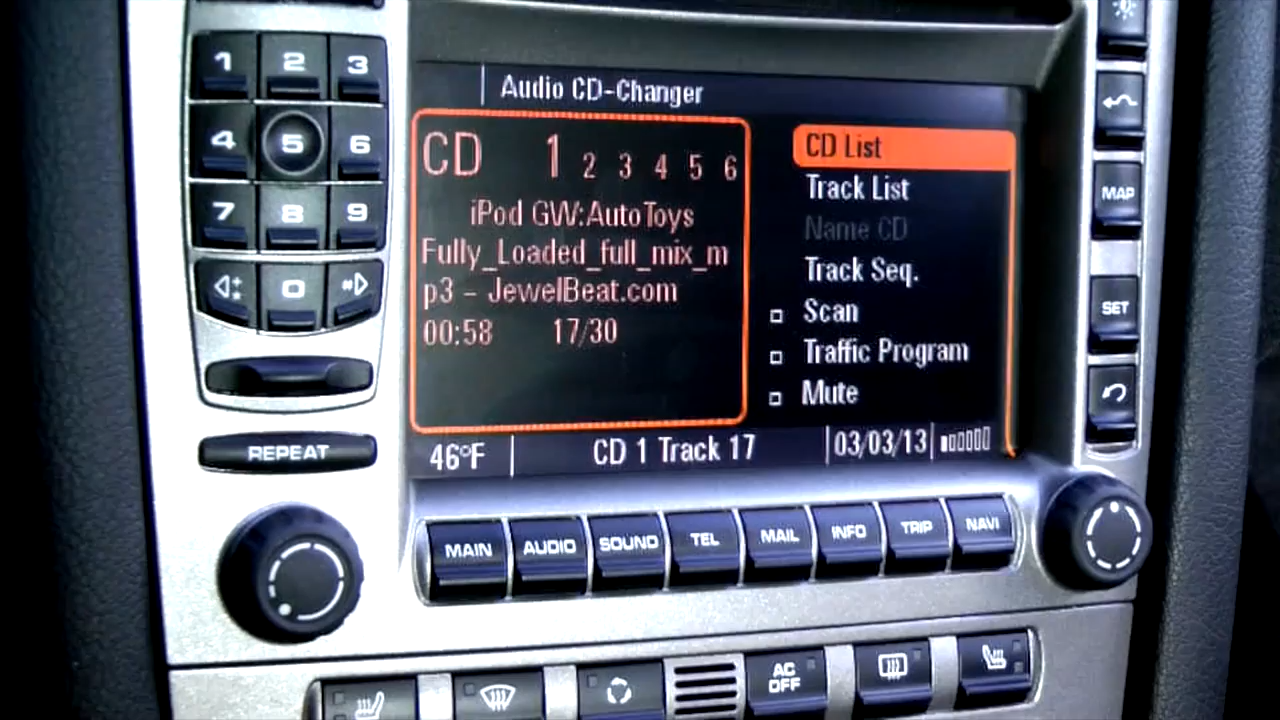 1 2 3
4 5 6
7 8 9
0
REPEAT
Audio CD-Changer
CD 1 2 3 4 5 6
iPod GW:AutoToys
Fully_Loaded_full_mix_m
p3 - JewelBeat.com
00:58 17/30
CD List
Track List
Name CD
Track Seq.
Scan
Traffic Program
Mute
46°F CD 1 Track 17 03/03/13
MAP
SET
MAIN AUDIO SOUND TEL MAIL INFO TRIP NAVI
AC
OFF